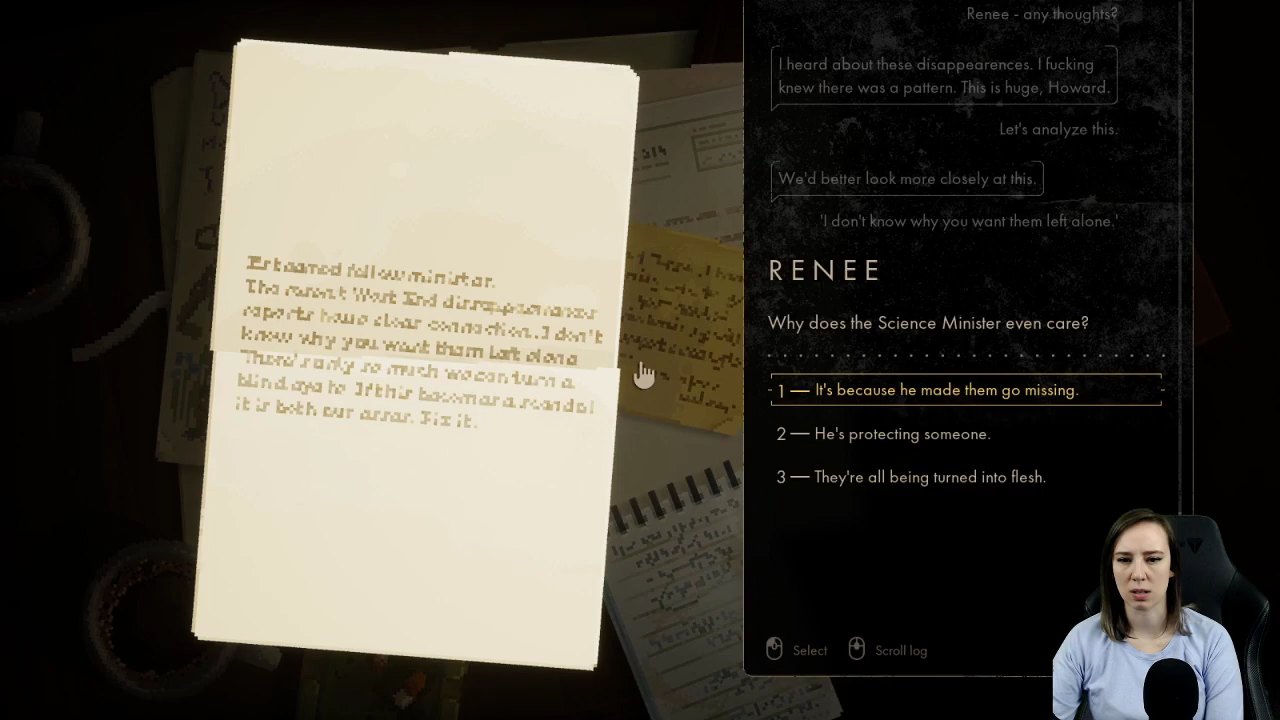 Renee - any thoughts?
I heard about these disappearences. I fucking
knew there was a pattern. This is huge, Howard.
Let's analyze this.
We'd better look more closely at this.
'I don't know why you want them left alone.'
RENEE
Why does the Science Minister even care?
1 — It's because he made them go missing.
2 — He's protecting someone.
3 — They're all being turned into flesh.
Select
Scroll log
Esteemed fellow minister.
The recent West End disappearances
reports have clear connection. I don't
know why you want them left alone
There's only so much we can turn a
blind eye to. If this becomes a scandal
it is both our arses. Fix it.